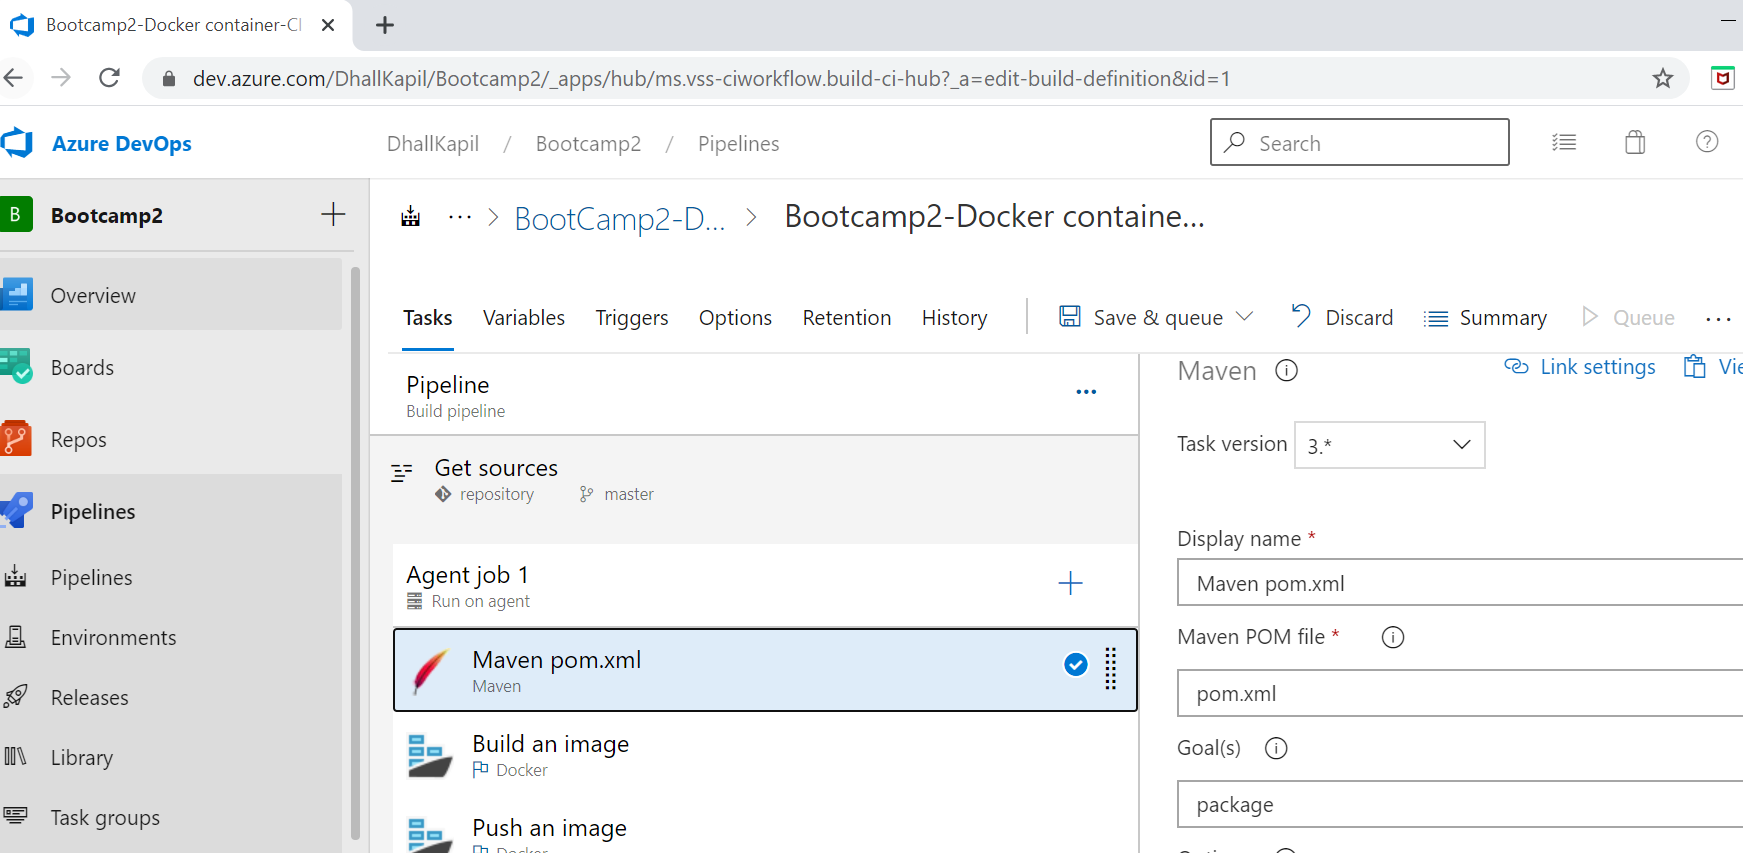 Bootcamp2-Docker container-CI
dev.azure.com/DhallKapil/Bootcamp2/_apps/hub/ms.vss-ciworkflow.build-ci-hub?_a=edit-build-definition&id=1
Azure DevOps
DhallKapil / Bootcamp2 / Pipelines
Search
B Bootcamp2
Overview
Boards
Repos
Pipelines
Pipelines
Environments
Releases
Library
Task groups
... > BootCamp2-D... > Bootcamp2-Docker containe...
Tasks Variables Triggers Options Retention History Save & queue Discard Summary Queue ...
Pipeline
Build pipeline
Get sources
repository master
Agent job 1
Run on agent
Maven pom.xml
Maven
Build an image
Docker
Push an image
Docker
Maven Link settings Vie
Task version 3.*
Display name *
Maven pom.xml
Maven POM file *
pom.xml
Goal(s)
package